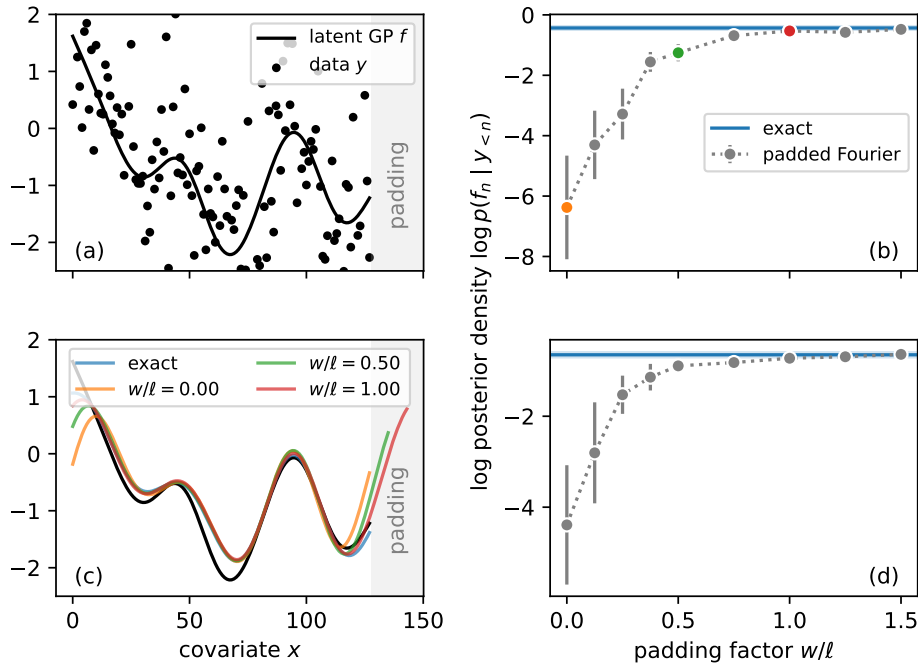 2
1
0
−1
−2
latent GP f
data y
padding
(a)
0
−2
−4
−6
−8
exact
padded Fourier
(b)
log posterior density log p(fₙ | y<ₙ)
2
1
0
−1
−2
exact
w/ℓ = 0.00
w/ℓ = 0.50
w/ℓ = 1.00
padding
(c)
0 50 100 150
covariate x
−2
−4
(d)
0.0 0.5 1.0 1.5
padding factor w/ℓ